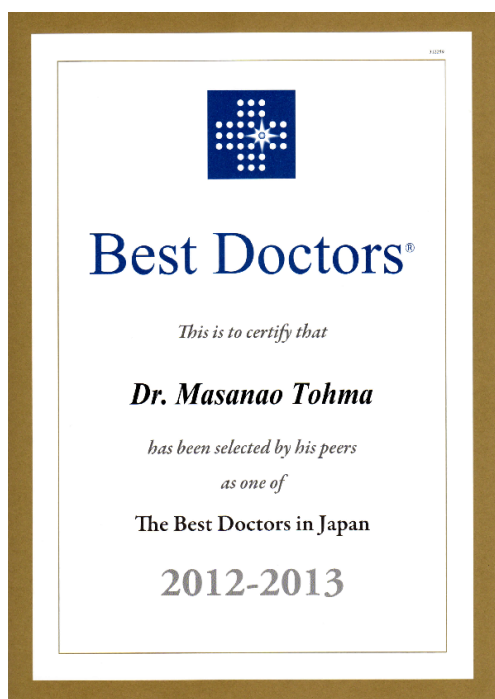 Best Doctors®
This is to certify that
Dr. Masanao Tohma
has been selected by his peers
as one of
The Best Doctors in Japan
2012-2013